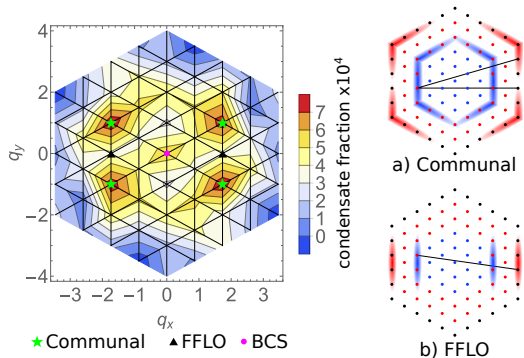 4
2
0
−2
−4
q_y
−3 −2 −1 0 1 2 3
q_x
7
6
5
4
3
2
1
0
condensate fraction x10^4
★Communal ▲FFLO •BCS
a) Communal
b) FFLO